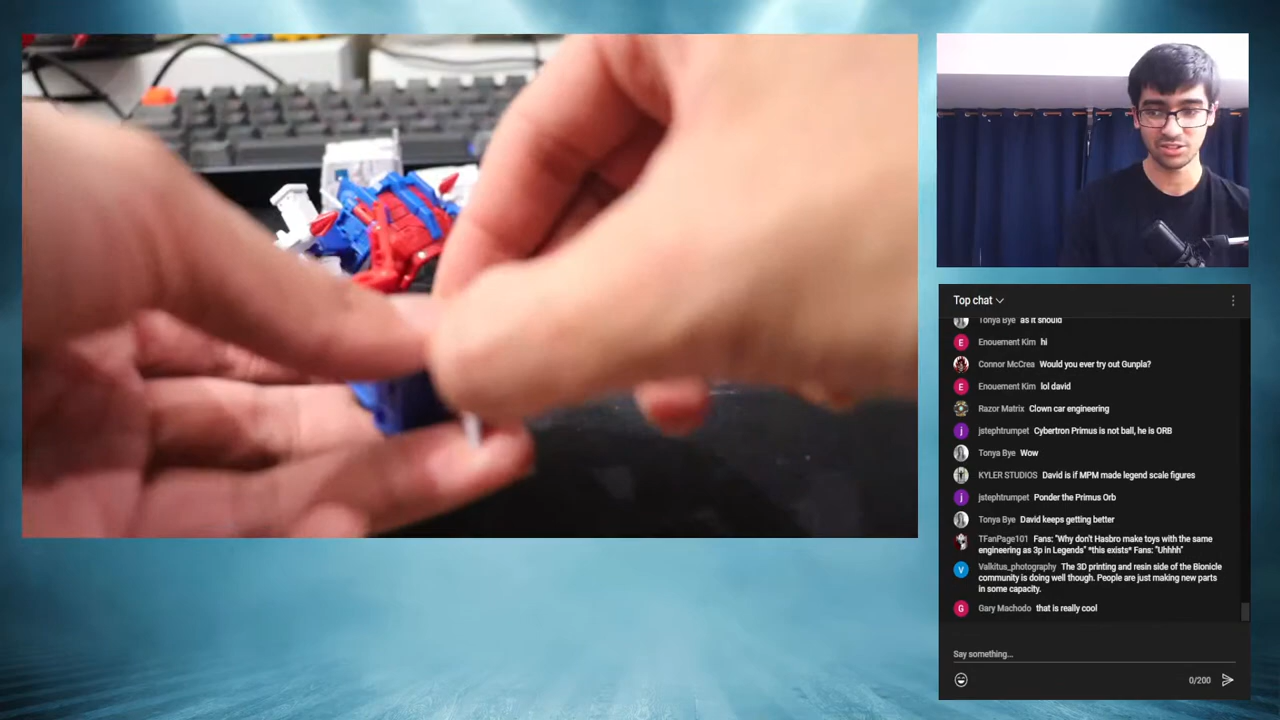 Top chat
Tonya Bye as it should
Enouement Kim hi
Connor McCrea Would you ever try out Gunpla?
Enouement Kim lol david
Razor Matrix Clown car engineering
jstephtrumpet Cybertron Primus is not ball, he is ORB
Tonya Bye Wow
KYLER STUDIOS David is if MPM made legend scale figures
jstephtrumpet Ponder the Primus Orb
Tonya Bye David keeps getting better
TFanPage101 Fans: "Why don't Hasbro make toys with the same
engineering as 3p in Legends" *this exists* Fans: "Uhhhh"
Valkitus_photography The 3D printing and resin side of the Bionicle
community is doing well though. People are just making new parts
in some capacity.
Gary Machodo that is really cool
Say something...
0/200